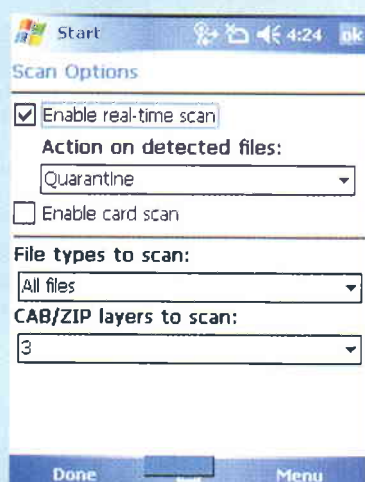 Start 4:24 ok
Scan Options
Enable real-time scan
Action on detected files:
Quarantine
Enable card scan
File types to scan:
All files
CAB/ZIP layers to scan:
3
Done Menu